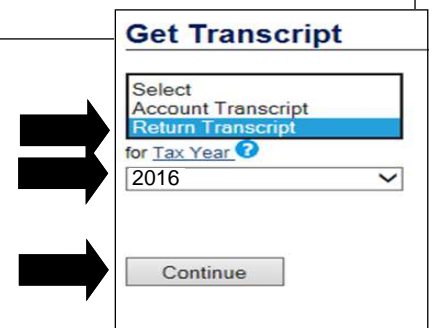 Get Transcript
Select
Account Transcript
Return Transcript
for Tax Year ?
2016
Continue